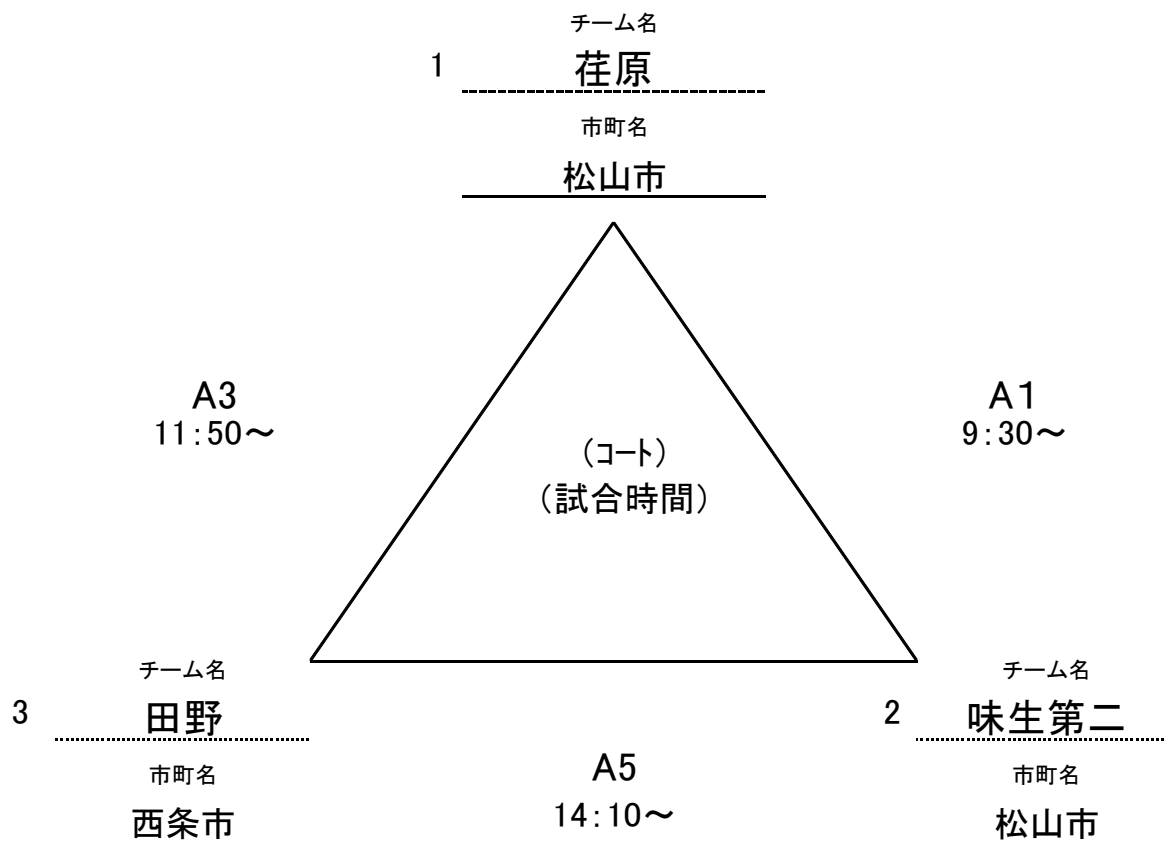 チーム名
1 荏原
市町名
松山市
A3
11:50～
A1
9:30～
(コート)
(試合時間)
チーム名
3 田野
市町名
西条市
A5
14:10～
チーム名
2 味生第二
市町名
松山市